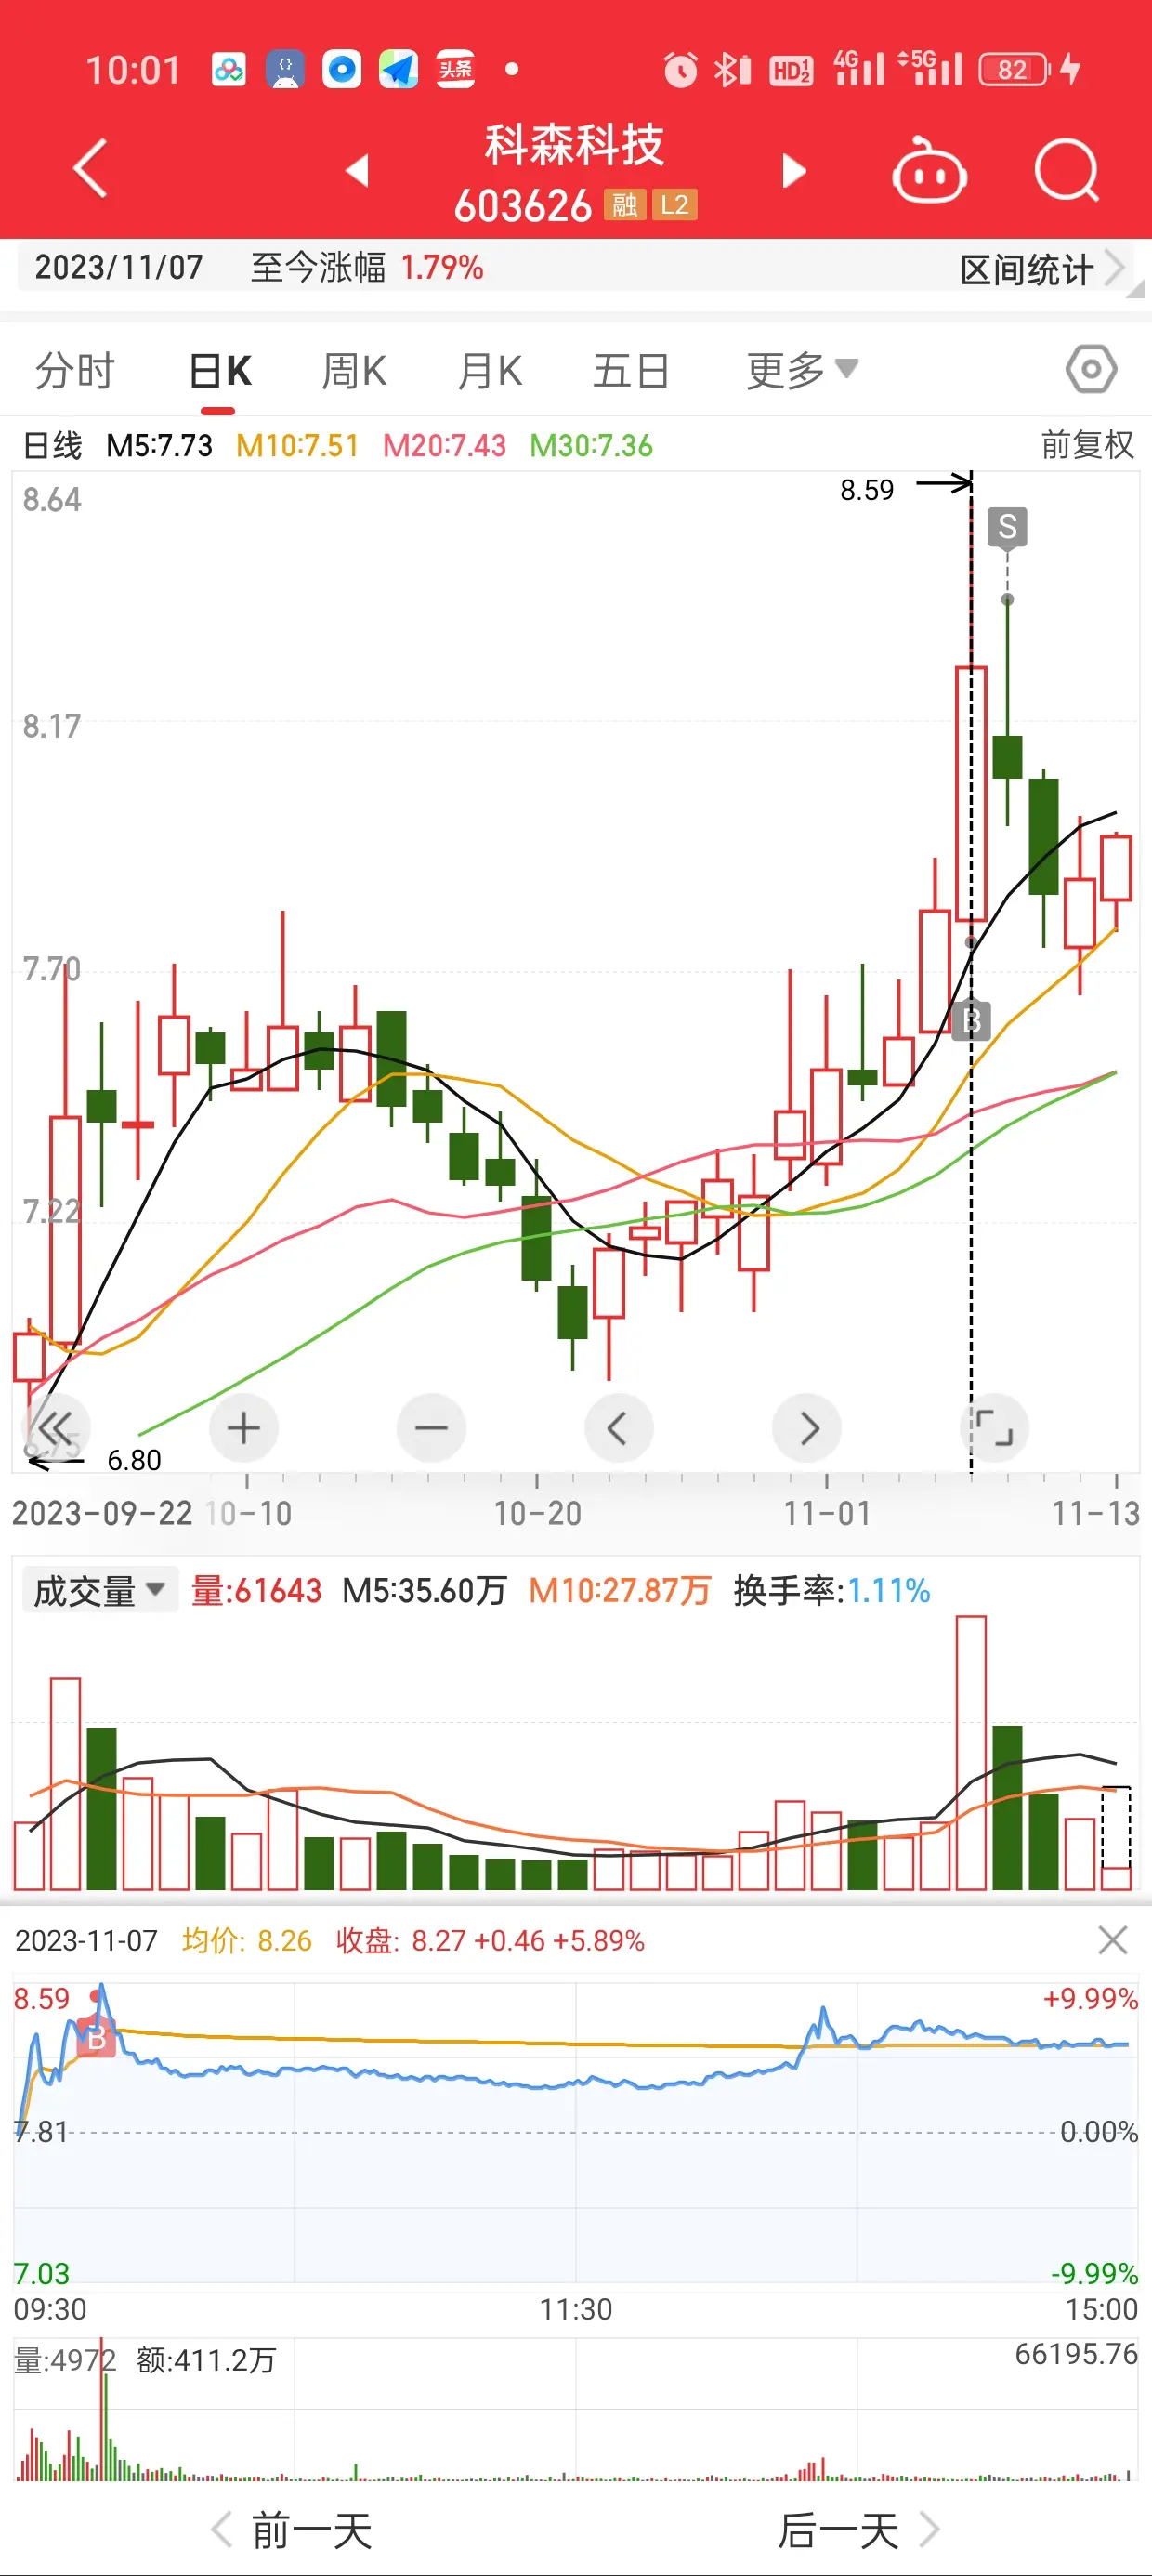 10:01 头条 HD 1 2 4G 5G 82
科森科技
603626 融 L2
2023/11/07 至今涨幅 1.79% 区间统计
分时 日K 周K 月K 五日 更多
日线 M5:7.73 M10:7.51 M20:7.43 M30:7.36 前复权
8.64
8.59
S
8.17
7.70
B
7.22
6.75
6.80
2023-09-22 10-10 10-20 11-01 11-13
成交量 量:61643 M5:35.60万 M10:27.87万 换手率:1.11%
2023-11-07 均价: 8.26 收盘: 8.27 +0.46 +5.89%
8.59 +9.99%
B
7.81 0.00%
7.03 -9.99%
09:30 11:30 15:00
量:4972 额:411.2万 66195.76
前一天 后一天